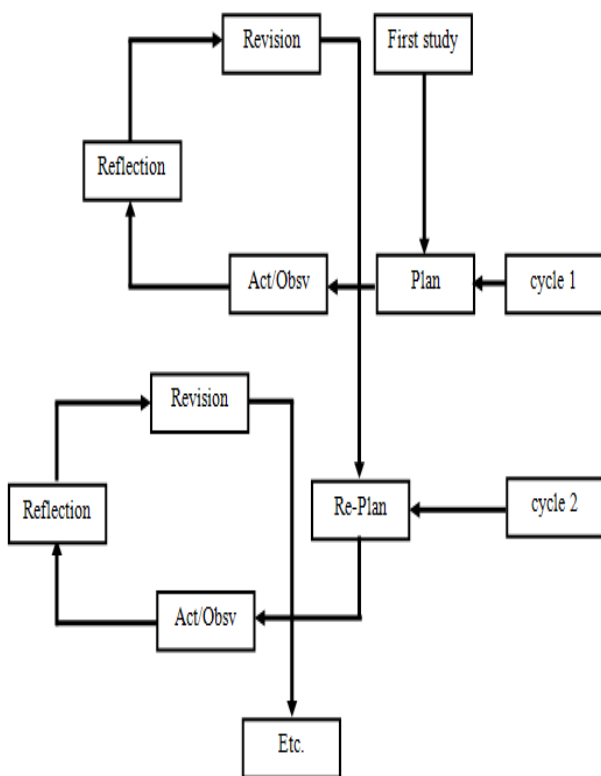 Revision
First study
Reflection
Act/Obsv
Plan
cycle 1
Revision
Reflection
Re-Plan
cycle 2
Act/Obsv
Etc.